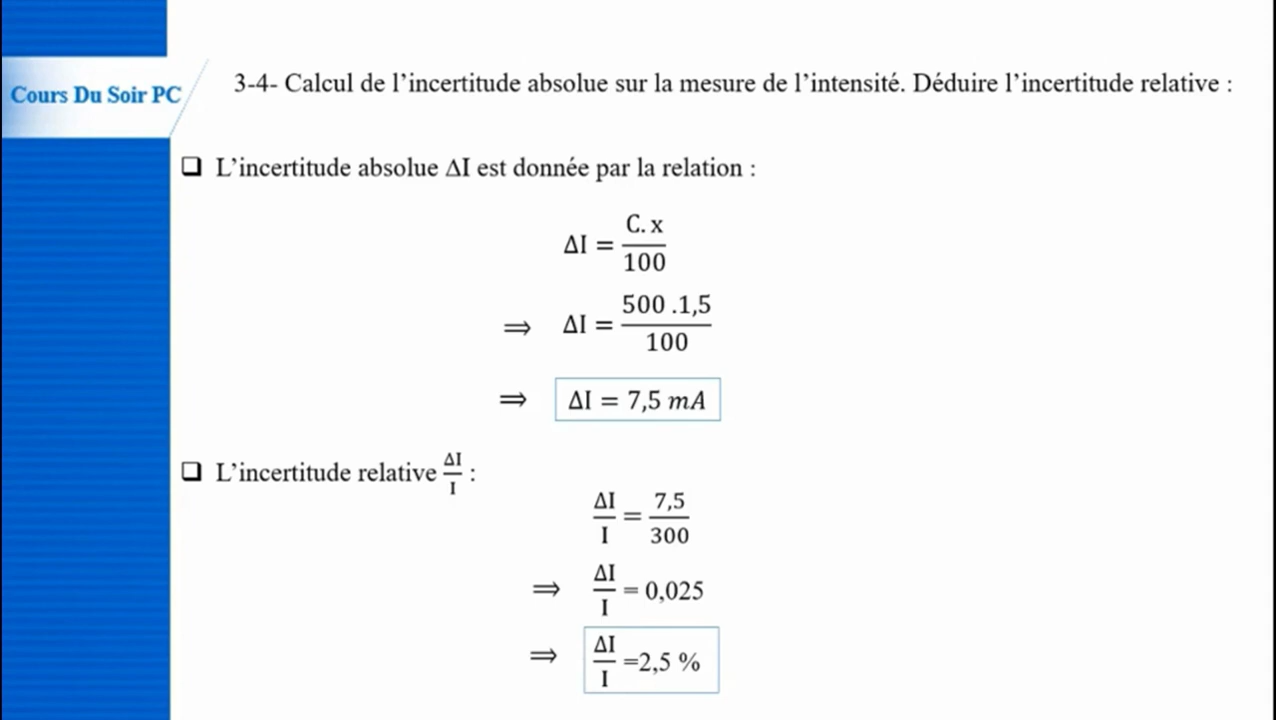 3-4- Calcul de l’incertitude absolue sur la mesure de l’intensité. Déduire l’incertitude relative :
Cours Du Soir PC
❑ L’incertitude absolue ΔI est donnée par la relation :
ΔI = C. x / 100
⇒ ΔI = 500 .1,5 / 100
⇒ ΔI = 7,5 mA
❑ L’incertitude relative ΔI / I :
ΔI / I = 7,5 / 300
⇒ ΔI / I = 0,025
⇒ ΔI / I =2,5 %